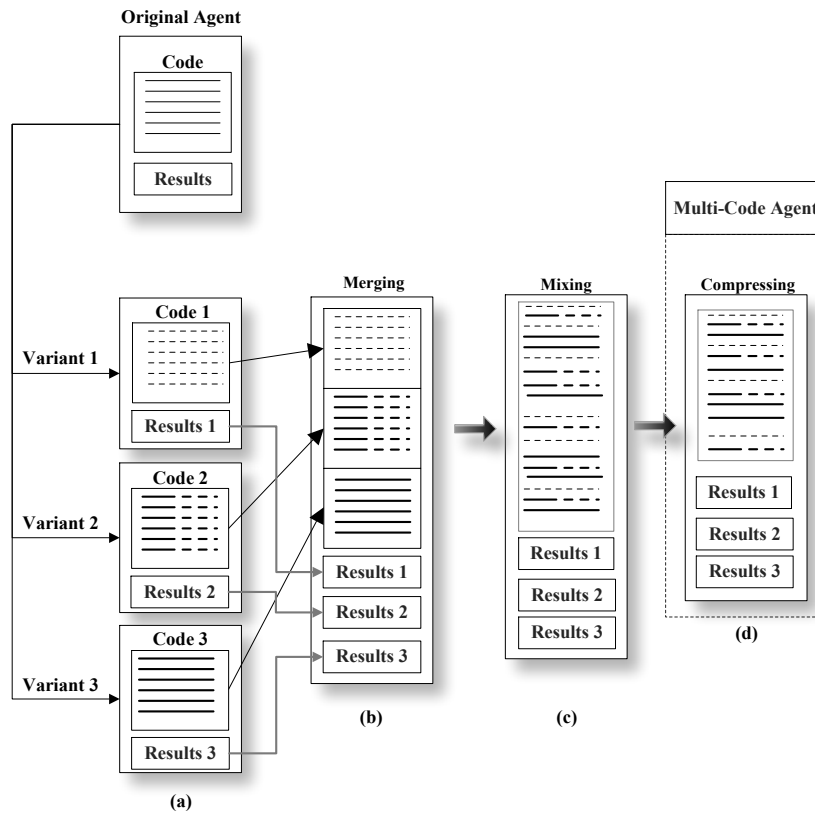 Original Agent
Code
Results
Multi-Code Agent
Variant 1
Code 1
Results 1
Variant 2
Code 2
Results 2
Variant 3
Code 3
Results 3
(a)
Merging
Results 1
Results 2
Results 3
(b)
Mixing
Results 1
Results 2
Results 3
(c)
Compressing
Results 1
Results 2
Results 3
(d)